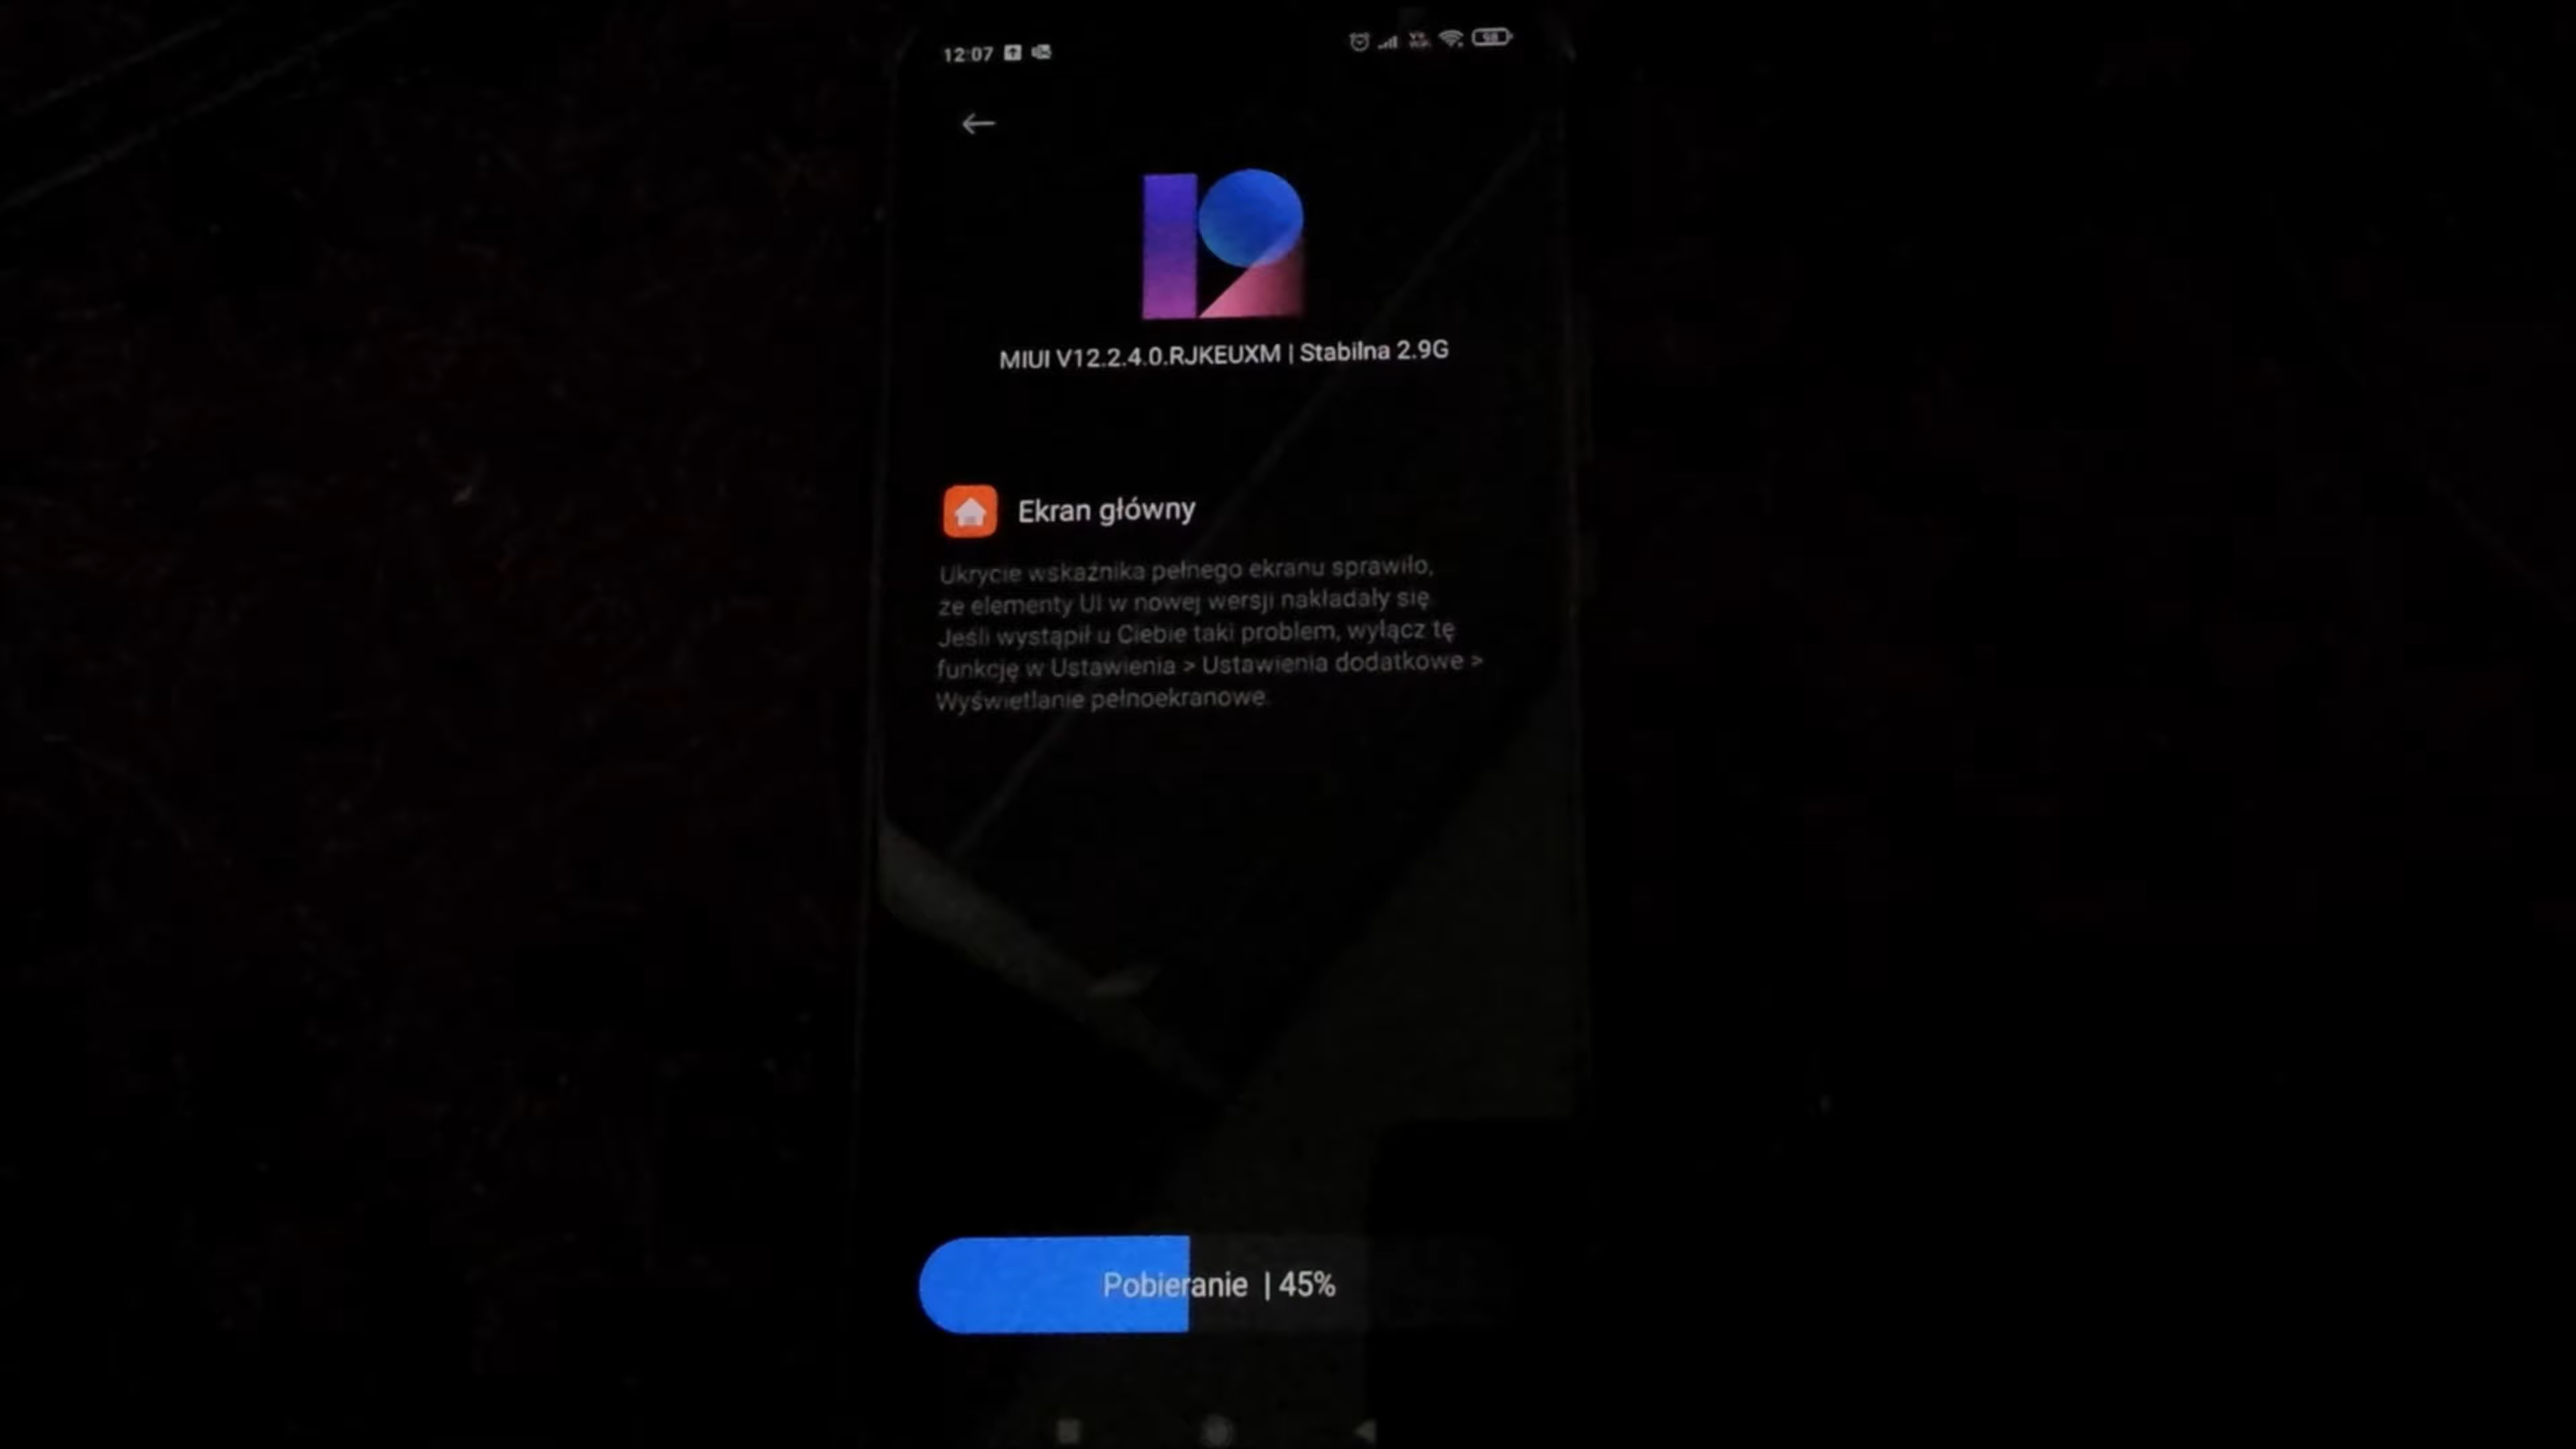 12:07
98
MIUI V12.2.4.0.RJKEUXM | Stabilna 2.9G
Ekran główny
Ukrycie wskaźnika pełnego ekranu sprawiło,
że elementy UI w nowej wersji nakładały się.
Jeśli wystąpił u Ciebie taki problem, wyłącz tę
funkcję w Ustawienia > Ustawienia dodatkowe >
Wyświetlanie pełnoekranowe.
Pobieranie | 45%